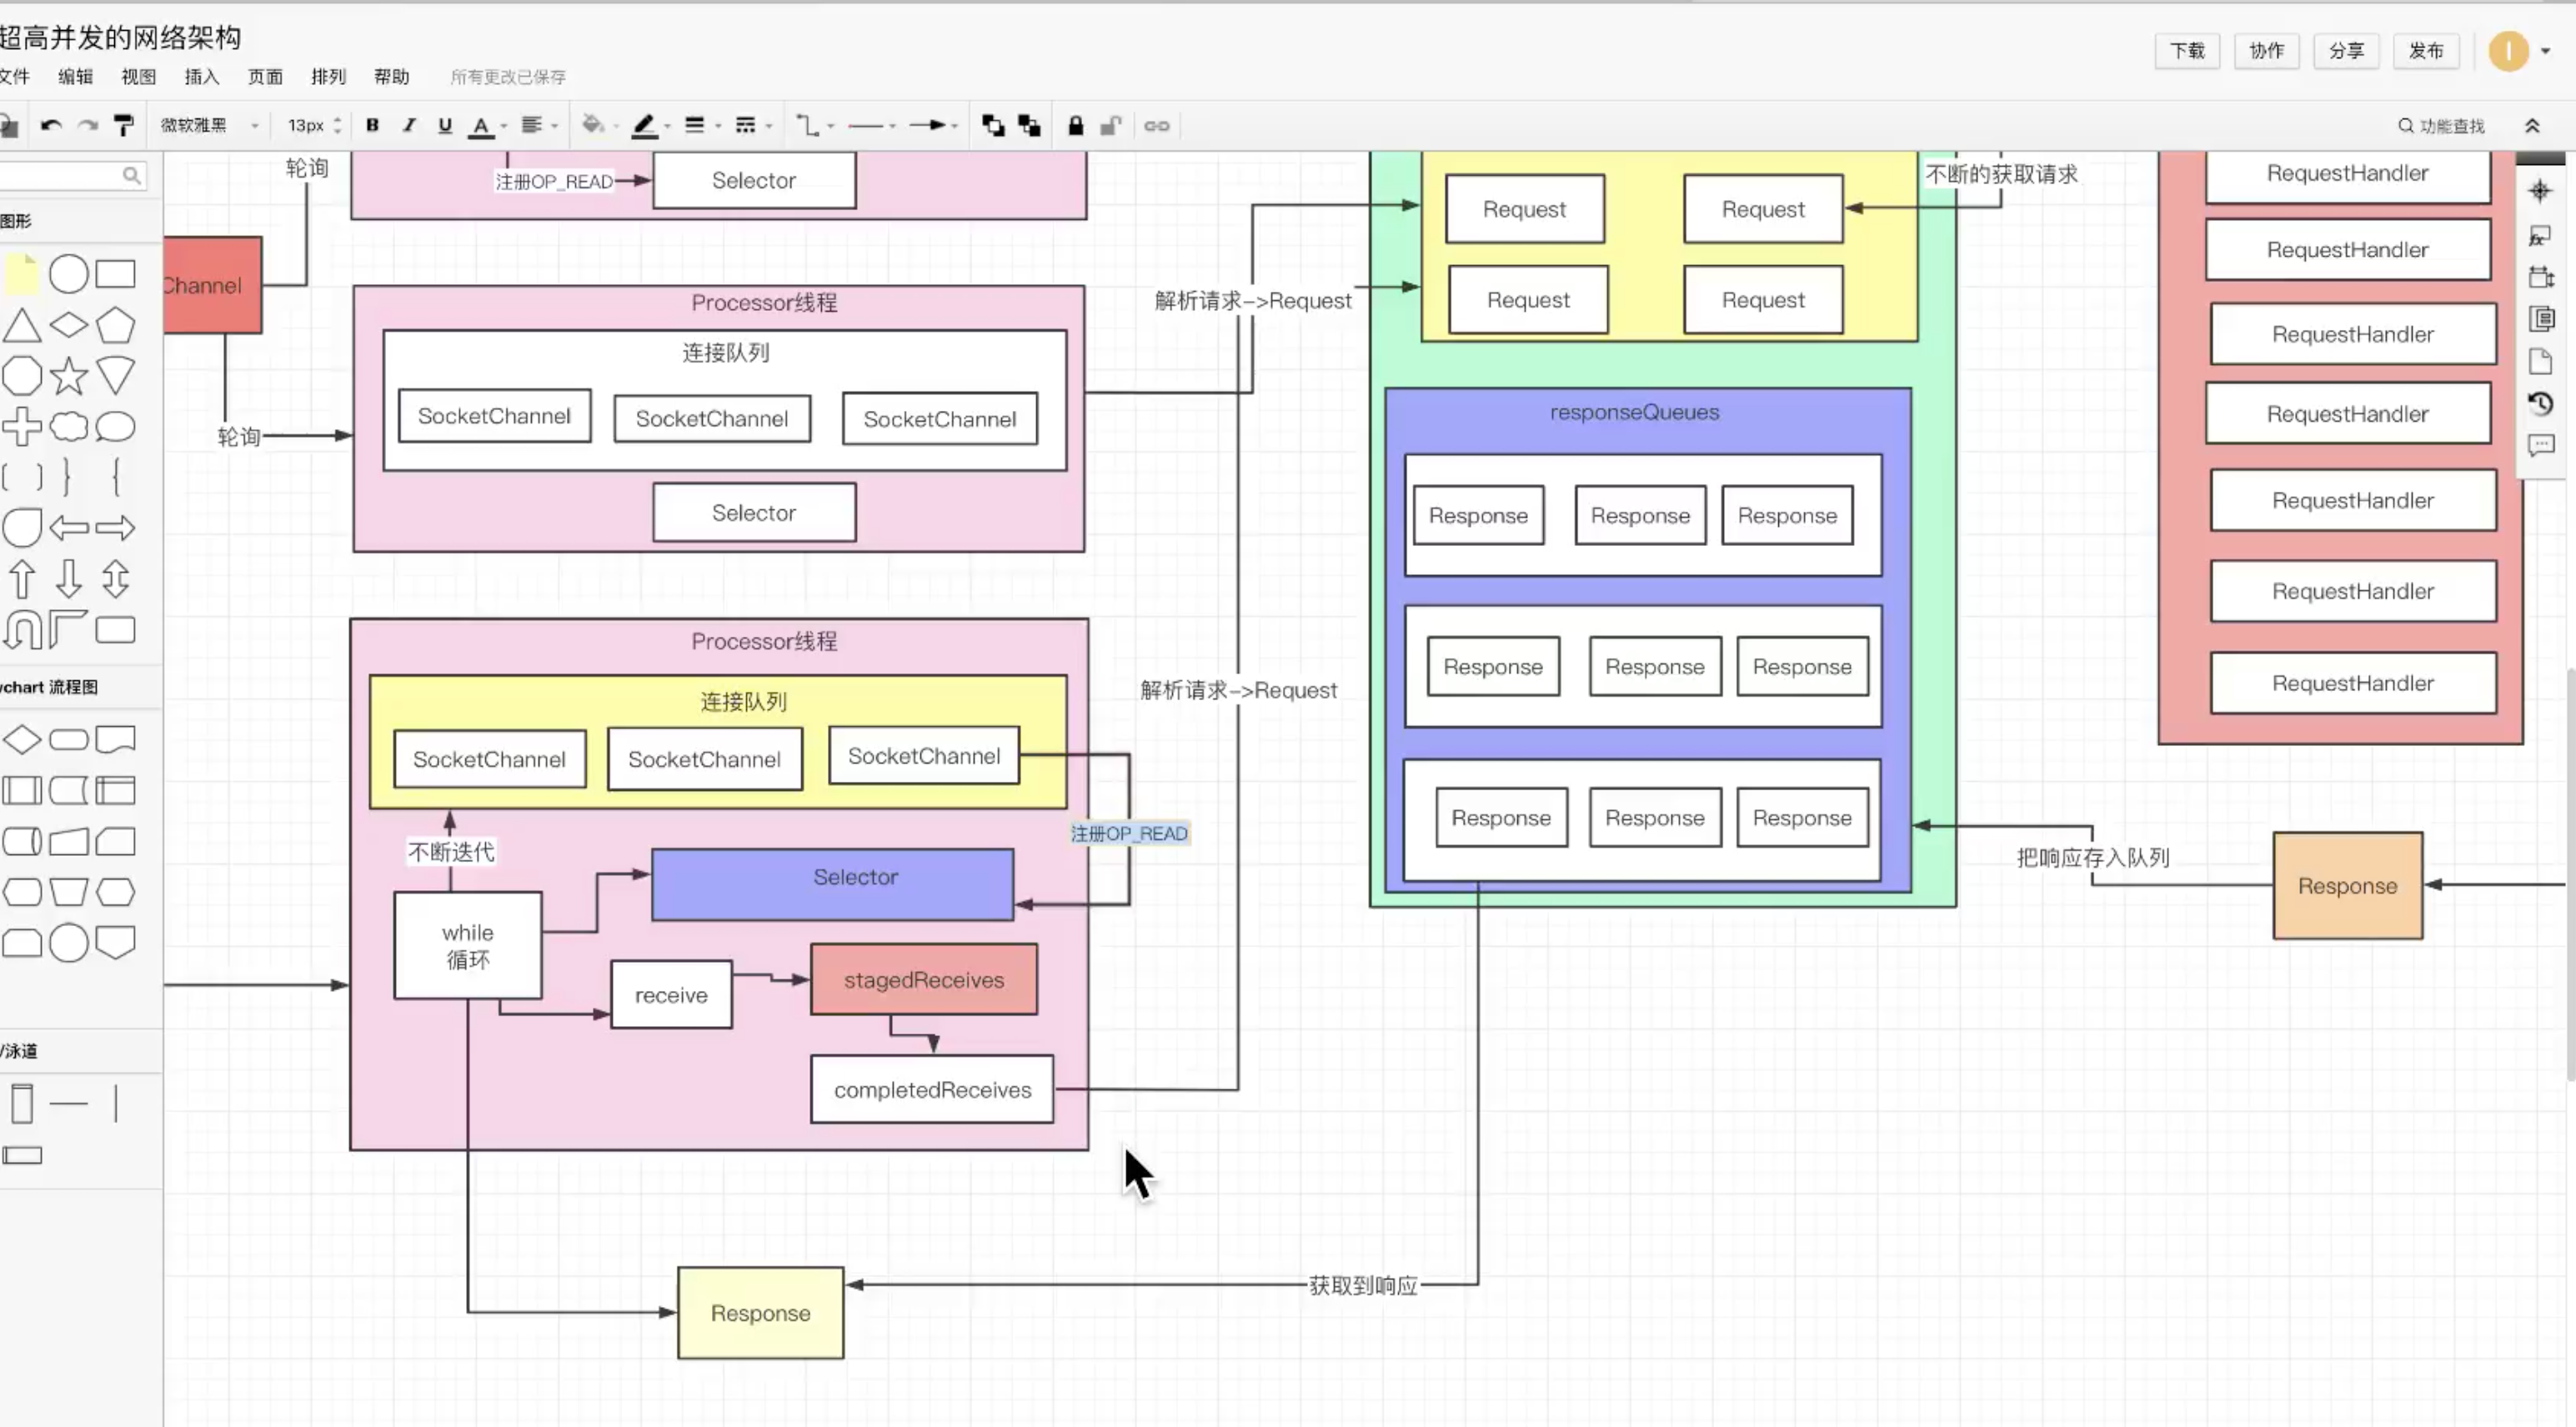 超高并发的网络架构
文件 编辑 视图 插入 页面 排列 帮助 所有更改已保存
下载 协作 分享 发布
微软雅黑 13px B I U A
功能查找
图形
chart 流程图
/泳道
轮询
注册OP_READ
Selector
Channel
轮询
Processor线程
连接队列
SocketChannel SocketChannel SocketChannel
Selector
Processor线程
连接队列
SocketChannel SocketChannel SocketChannel
不断迭代
注册OP_READ
Selector
while
循环
receive
stagedReceives
completedReceives
Response
获取到响应
解析请求->Request
解析请求->Request
Request Request
Request Request
不断的获取请求
responseQueues
Response Response Response
Response Response Response
Response Response Response
把响应存入队列
Response
RequestHandler
RequestHandler
RequestHandler
RequestHandler
RequestHandler
RequestHandler
RequestHandler